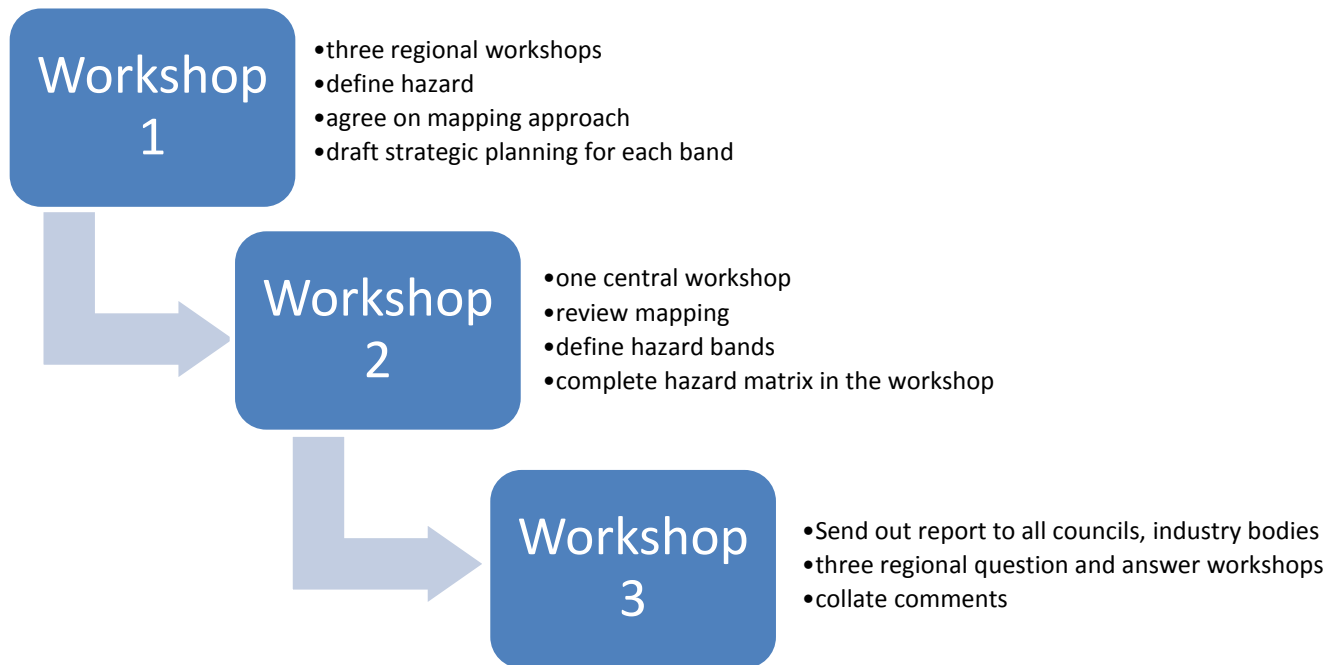 Workshop
1
•three regional workshops
•define hazard
•agree on mapping approach
•draft strategic planning for each band
Workshop
2
•one central workshop
•review mapping
•define hazard bands
•complete hazard matrix in the workshop
Workshop
3
•Send out report to all councils, industry bodies
•three regional question and answer workshops
•collate comments